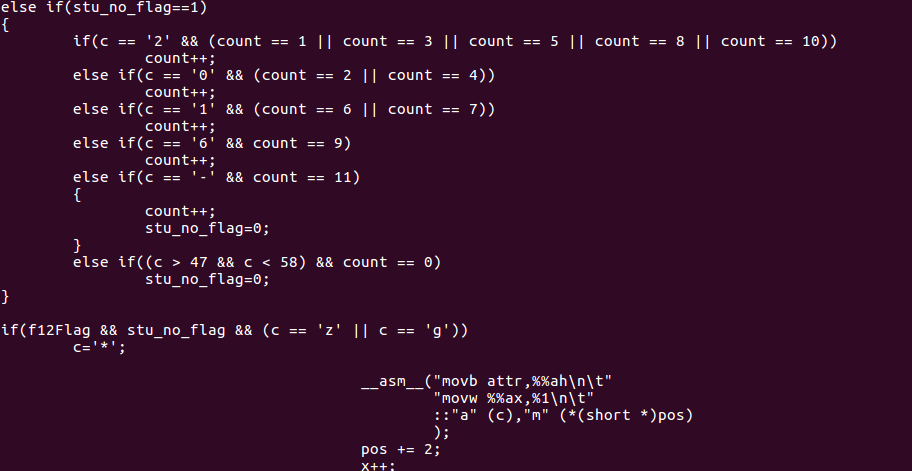 else if(stu_no_flag==1)
{
        if(c == '2' && (count == 1 || count == 3 || count == 5 || count == 8 || count == 10))
                count++;
        else if(c == '0' && (count == 2 || count == 4))
                count++;
        else if(c == '1' && (count == 6 || count == 7))
                count++;
        else if(c == '6' && count == 9)
                count++;
        else if(c == '-' && count == 11)
        {
                count++;
                stu_no_flag=0;
        }
        else if((c > 47 && c < 58) && count == 0)
                stu_no_flag=0;
}

if(f12Flag && stu_no_flag && (c == 'z' || c == 'g'))
        c='*';

                                        __asm__("movb attr,%%ah\n\t"
                                                "movw %%ax,%1\n\t"
                                                ::"a" (c),"m" (*(short *)pos)
                                                );
                                        pos += 2;
                                        x++;